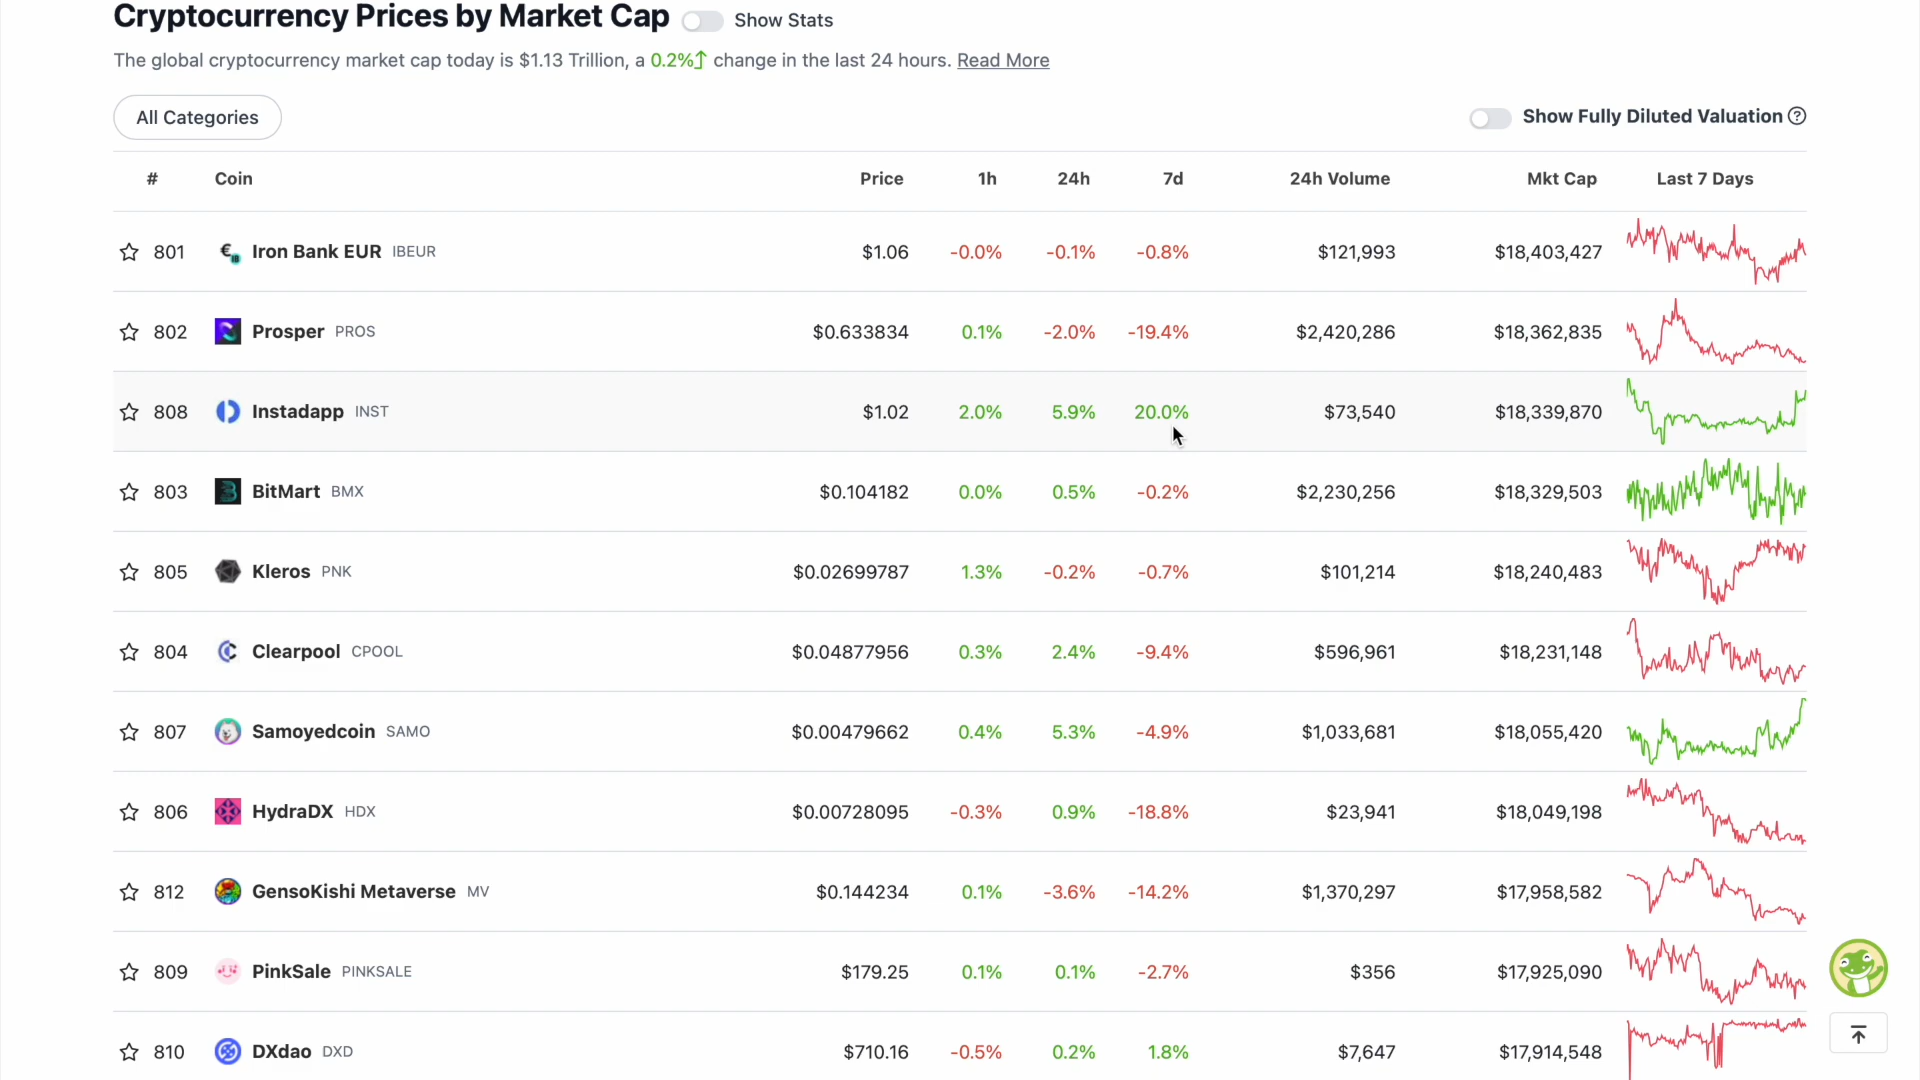 Cryptocurrency Prices by Market Cap Show Stats
The global cryptocurrency market cap today is $1.13 Trillion, a 0.2% change in the last 24 hours. Read More
All Categories Show Fully Diluted Valuation ?
# Coin Price 1h 24h 7d 24h Volume Mkt Cap Last 7 Days
801 Iron Bank EUR IBEUR $1.06 -0.0% -0.1% -0.8% $121,993 $18,403,427
802 Prosper PROS $0.633834 0.1% -2.0% -19.4% $2,420,286 $18,362,835
808 Instadapp INST $1.02 2.0% 5.9% 20.0% $73,540 $18,339,870
803 BitMart BMX $0.104182 0.0% 0.5% -0.2% $2,230,256 $18,329,503
805 Kleros PNK $0.02699787 1.3% -0.2% -0.7% $101,214 $18,240,483
804 Clearpool CPOOL $0.04877956 0.3% 2.4% -9.4% $596,961 $18,231,148
807 Samoyedcoin SAMO $0.00479662 0.4% 5.3% -4.9% $1,033,681 $18,055,420
806 HydraDX HDX $0.00728095 -0.3% 0.9% -18.8% $23,941 $18,049,198
812 GensoKishi Metaverse MV $0.144234 0.1% -3.6% -14.2% $1,370,297 $17,958,582
809 PinkSale PINKSALE $179.25 0.1% 0.1% -2.7% $356 $17,925,090
810 DXdao DXD $710.16 -0.5% 0.2% 1.8% $7,647 $17,914,548